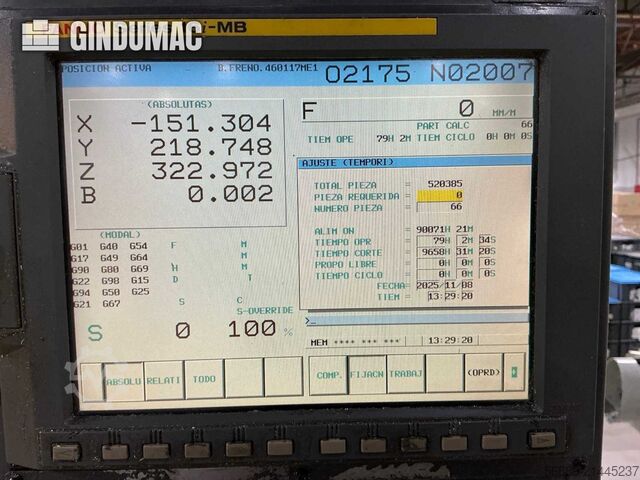 GINDUMAC
i-MB
POSICION ACTIVA B.FRENO.460117ME1 O2175 N02007
(ABSOLUTAS)
X -151.304
Y 218.748
Z 322.972
B 0.002
F 0 MM/M
PART CALC 66
TIEM OPE 79H 2M TIEM CICLO 0H 0M 0S
AJUSTE (TEMPORI)
TOTAL PIEZA = 520385
PIEZA REQUERIDA = 0
NUMERO PIEZA = 66
ALIM ON = 90071H 21M
TIEMPO OPR = 79H 2M 34S
TIEMPO CORTE = 9658H 31M 20S
PROPO LIBRE = 0H 0M 0S
TIEMPO CICLO = 0H 0M 0S
FECHA= 2025/11/08
TIEM = 13:29:20
(MODAL)
G01 G40 G54 F M
G17 G49 G64 M
G90 G80 G69 H M
G22 G98 G15 D T
G94 G50 G25
G21 G67 S C
S-OVERRIDE
S 0 100 %
>_
MEM **** *** *** 13:29:20
ABSOLU RELATI TODO COMP. FIJACN TRABAJ (OPRD)